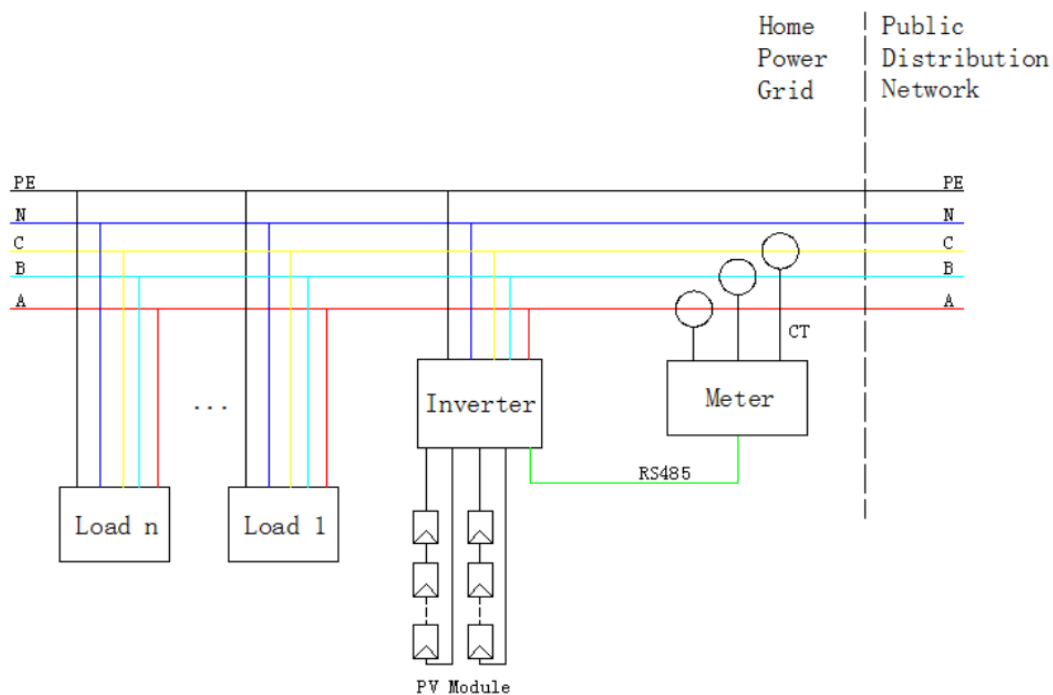 Home
Power
Grid
Public
Distribution
Network
PE
PE
N
N
C
C
B
B
A
A
CT
Inverter
Meter
...
RS485
Load n
Load 1
PV Module